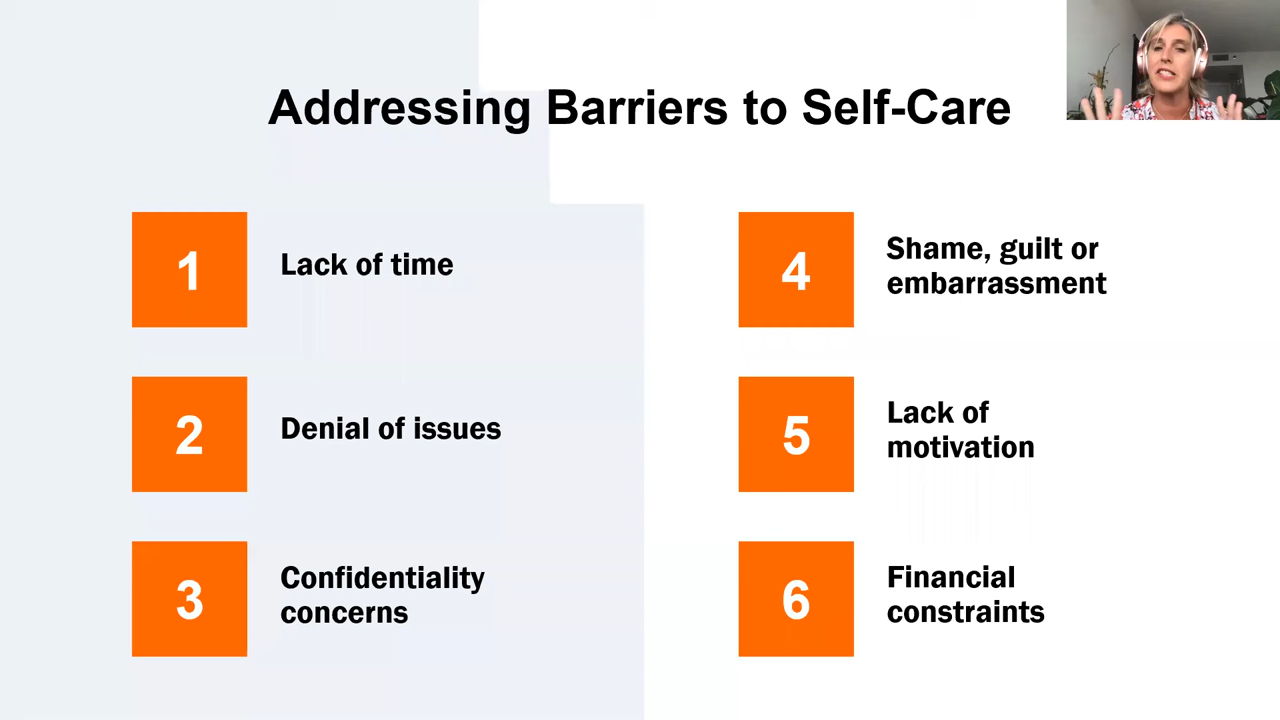 Addressing Barriers to Self-Care
1
Lack of time
2
Denial of issues
3
Confidentiality
concerns
4
Shame, guilt or
embarrassment
5
Lack of
motivation
6
Financial
constraints